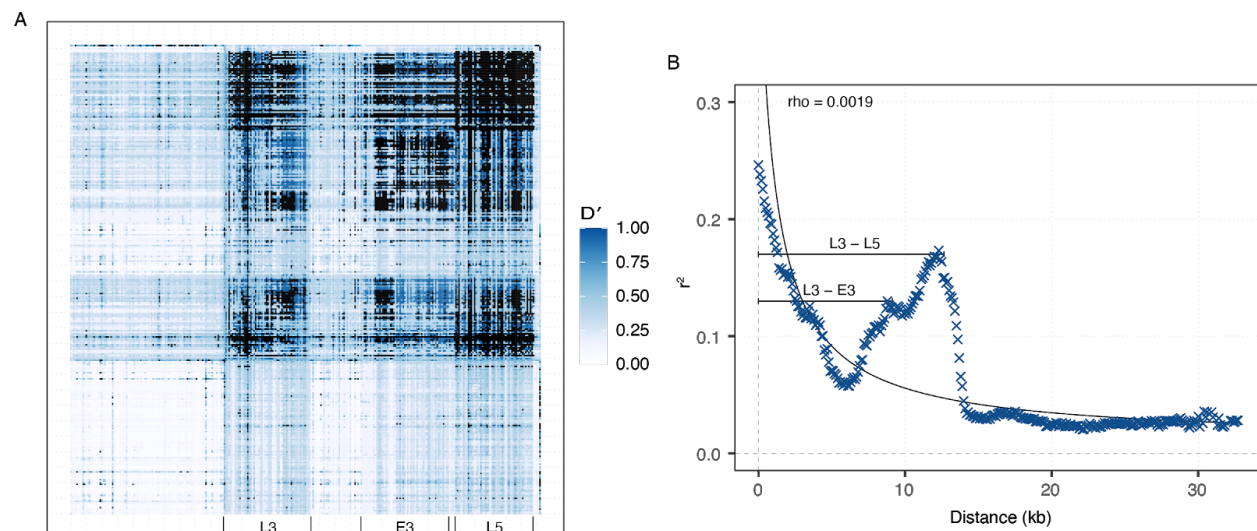 A
D′
1.00
0.75
0.50
0.25
0.00
L3
E3
L5
B
rho = 0.0019
L3 – L5
L3 – E3
r²
0.3
0.2
0.1
0.0
0
10
20
30
Distance (kb)